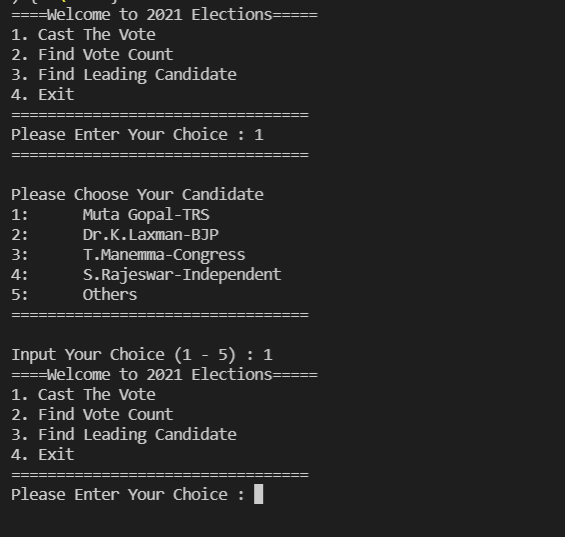 ====Welcome to 2021 Elections=====
1. Cast The Vote
2. Find Vote Count
3. Find Leading Candidate
4. Exit
=================================
Please Enter Your Choice : 1
=================================
Please Choose Your Candidate
1:      Muta Gopal-TRS
2:      Dr.K.Laxman-BJP
3:      T.Manemma-Congress
4:      S.Rajeswar-Independent
5:      Others
=================================
Input Your Choice (1 - 5) : 1
====Welcome to 2021 Elections=====
1. Cast The Vote
2. Find Vote Count
3. Find Leading Candidate
4. Exit
=================================
Please Enter Your Choice :